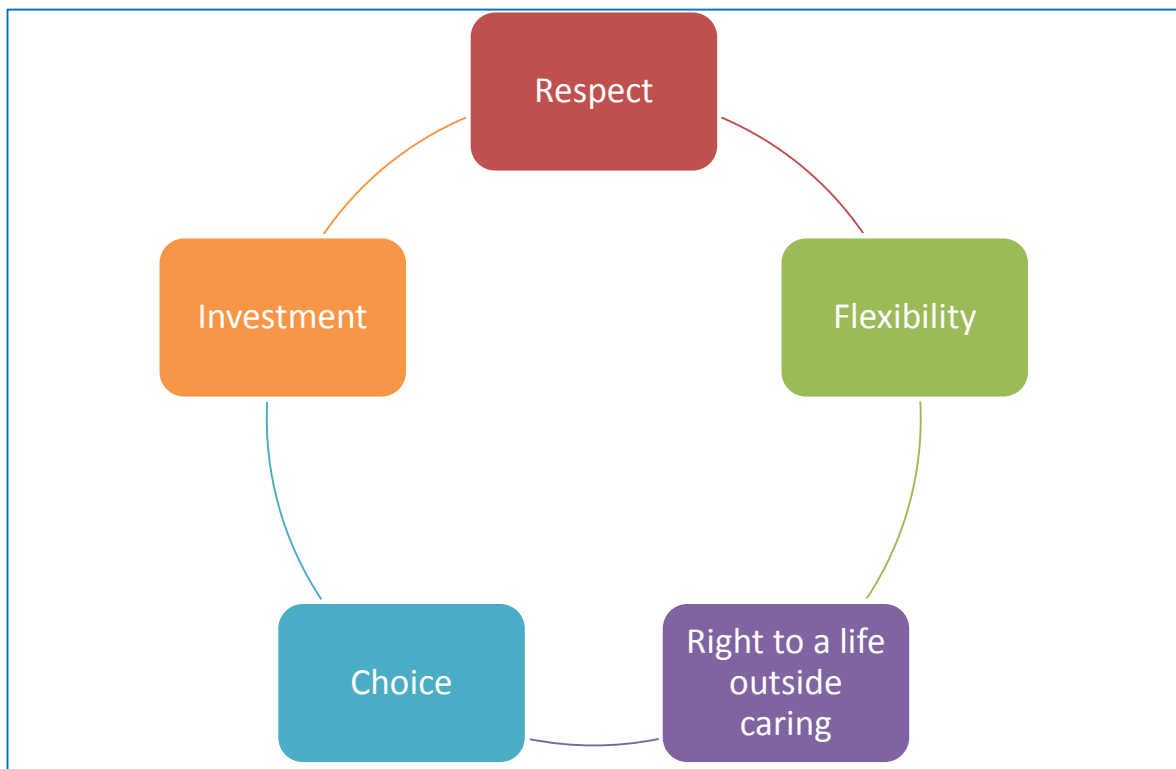 Respect
Flexibility
Right to a life
outside
caring
Choice
Investment